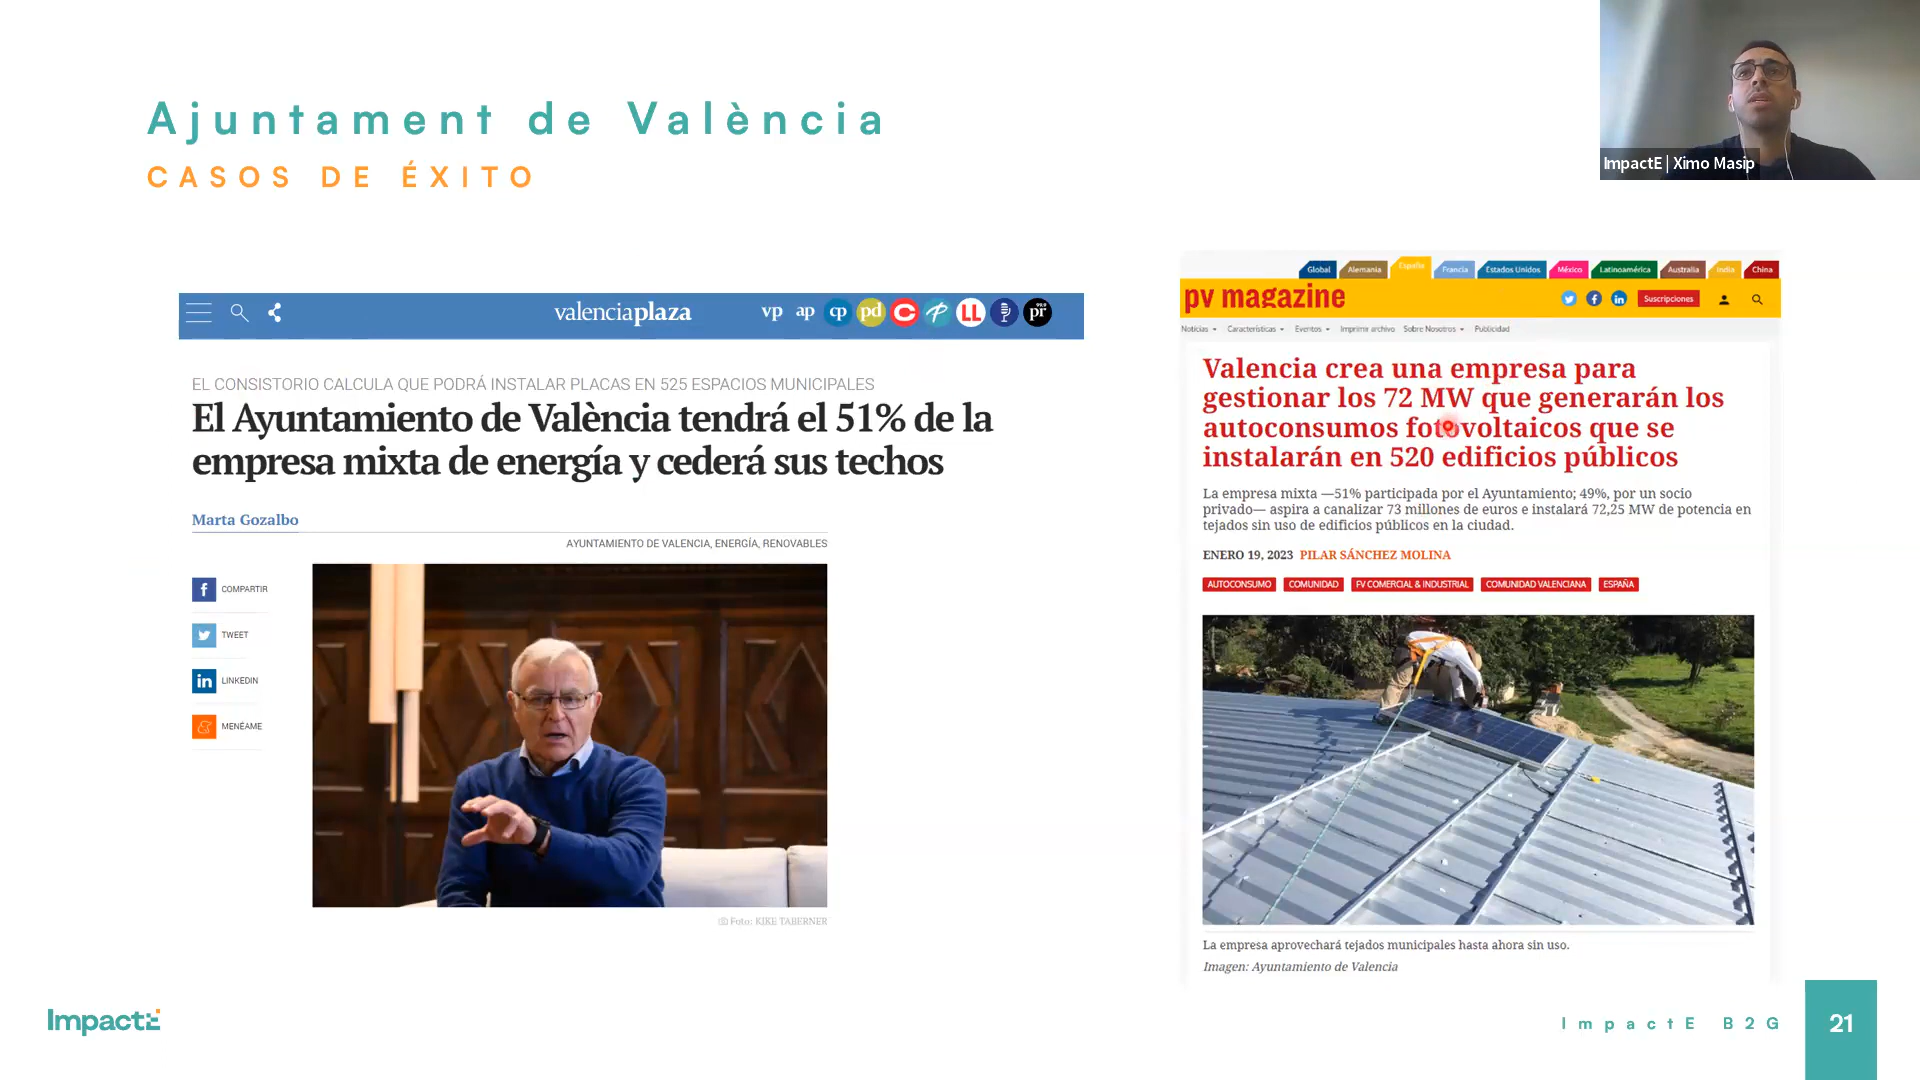 Ajuntament de València
CASOS DE ÉXITO
ImpactE | Ximo Masip
valenciaplaza
vp ap cp pd C LL pr
EL CONSISTORIO CALCULA QUE PODRÁ INSTALAR PLACAS EN 525 ESPACIOS MUNICIPALES
El Ayuntamiento de València tendrá el 51% de la
empresa mixta de energía y cederá sus techos
Marta Gozalbo
AYUNTAMIENTO DE VALENCIA, ENERGÍA, RENOVABLES
COMPARTIR
TWEET
LINKEDIN
MENÉAME
Foto: KIKE TABERNER
Global Alemania España Francia Estados Unidos México Latinoamérica Australia India China
pv magazine
Suscripciones
Noticias Características Eventos Imprimir archivo Sobre Nosotros Publicidad
Valencia crea una empresa para
gestionar los 72 MW que generarán los
autoconsumos fotovoltaicos que se
instalarán en 520 edificios públicos
La empresa mixta —51% participada por el Ayuntamiento; 49%, por un socio
privado— aspira a canalizar 73 millones de euros e instalará 72,25 MW de potencia en
tejados sin uso de edificios públicos en la ciudad.
ENERO 19, 2023 PILAR SÁNCHEZ MOLINA
AUTOCONSUMO COMUNIDAD FV COMERCIAL & INDUSTRIAL COMUNIDAD VALENCIANA ESPAÑA
La empresa aprovechará tejados municipales hasta ahora sin uso.
Imagen: Ayuntamiento de Valencia
ImpactE
ImpactE B2G
21